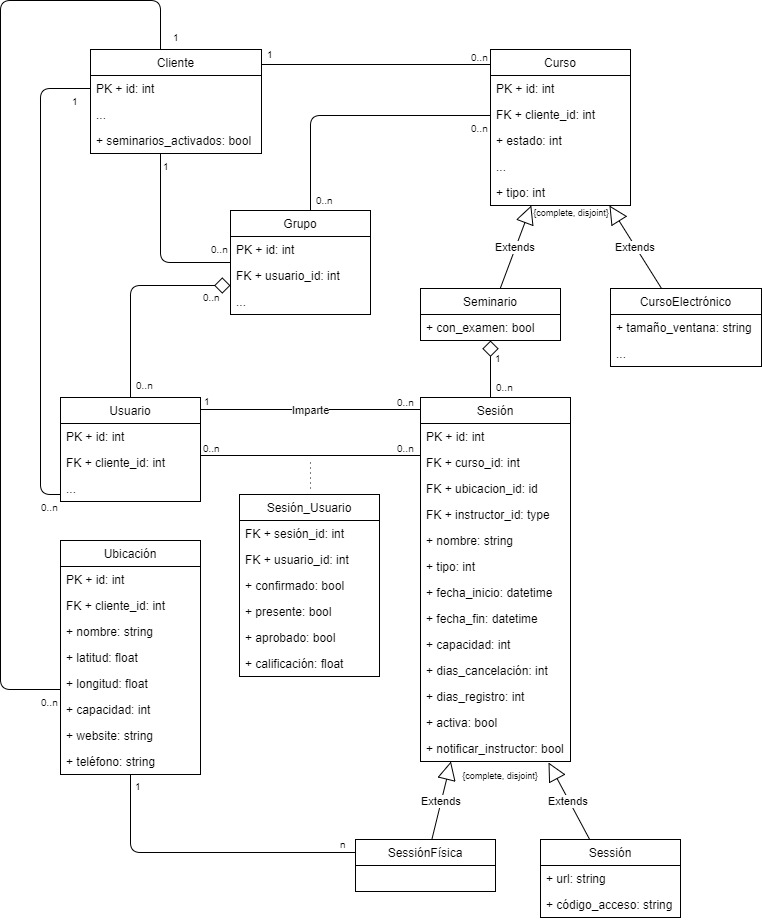 1
Cliente
PK + id: int
...
+ seminarios_activados: bool
1
0..n
Curso
PK + id: int
FK + cliente_id: int
+ estado: int
...
+ tipo: int
1
0..n
1
0..n
{complete, disjoint}
Extends
Extends
0..n
Grupo
PK + id: int
FK + usuario_id: int
...
0..n
Seminario
+ con_examen: bool
CursoElectrónico
+ tamaño_ventana: string
...
1
0..n
0..n
Usuario
PK + id: int
FK + cliente_id: int
...
1
Imparte
0..n
0..n
0..n
0..n
Sesión
PK + id: int
FK + curso_id: int
FK + ubicacion_id: id
FK + instructor_id: type
+ nombre: string
+ tipo: int
+ fecha_inicio: datetime
+ fecha_fin: datetime
+ capacidad: int
+ dias_cancelación: int
+ dias_registro: int
+ activa: bool
+ notificar_instructor: bool
Sesión_Usuario
FK + sesión_id: int
FK + usuario_id: int
+ confirmado: bool
+ presente: bool
+ aprobado: bool
+ calificación: float
Ubicación
PK + id: int
FK + cliente_id: int
+ nombre: string
+ latitud: float
+ longitud: float
+ capacidad: int
+ website: string
+ teléfono: string
0..n
1
n
{complete, disjoint}
Extends
Extends
SessiónFísica
Sessión
+ url: string
+ código_acceso: string